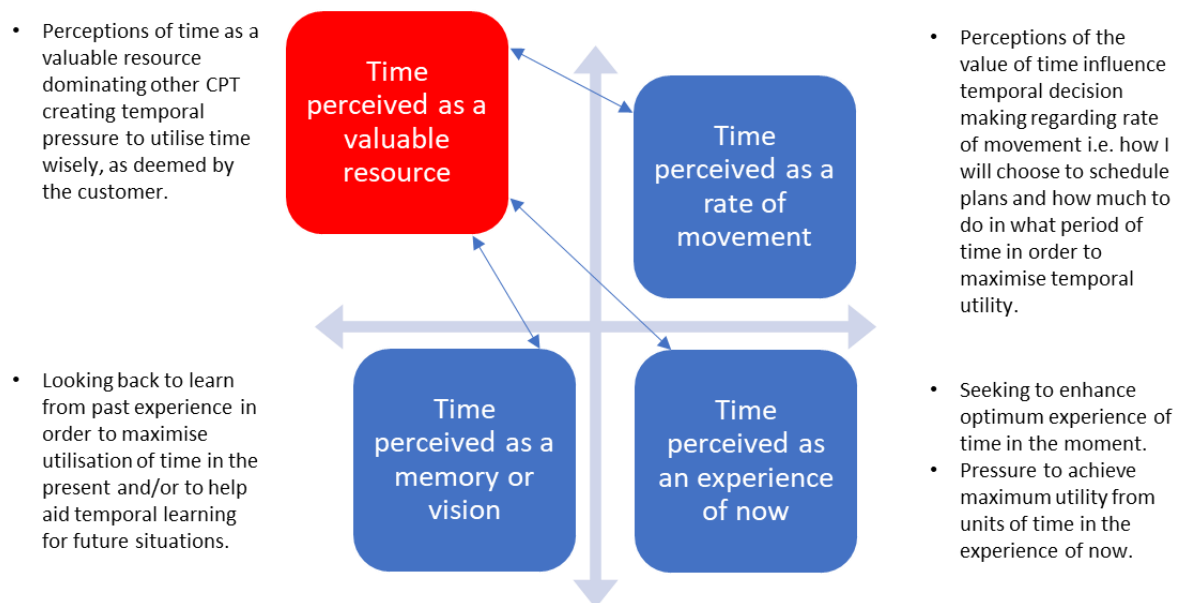 • Perceptions of time as a
valuable resource
dominating other CPT
creating temporal
pressure to utilise time
wisely, as deemed by
the customer.
Time
perceived as a
valuable
resource
Time
perceived as a
rate of
movement
• Perceptions of the
value of time influence
temporal decision
making regarding rate
of movement i.e. how I
will choose to schedule
plans and how much to
do in what period of
time in order to
maximise temporal
utility.
• Looking back to learn
from past experience in
order to maximise
utilisation of time in the
present and/or to help
aid temporal learning
for future situations.
Time
perceived as a
memory or
vision
Time
perceived as
an experience
of now
• Seeking to enhance
optimum experience of
time in the moment.
• Pressure to achieve
maximum utility from
units of time in the
experience of now.